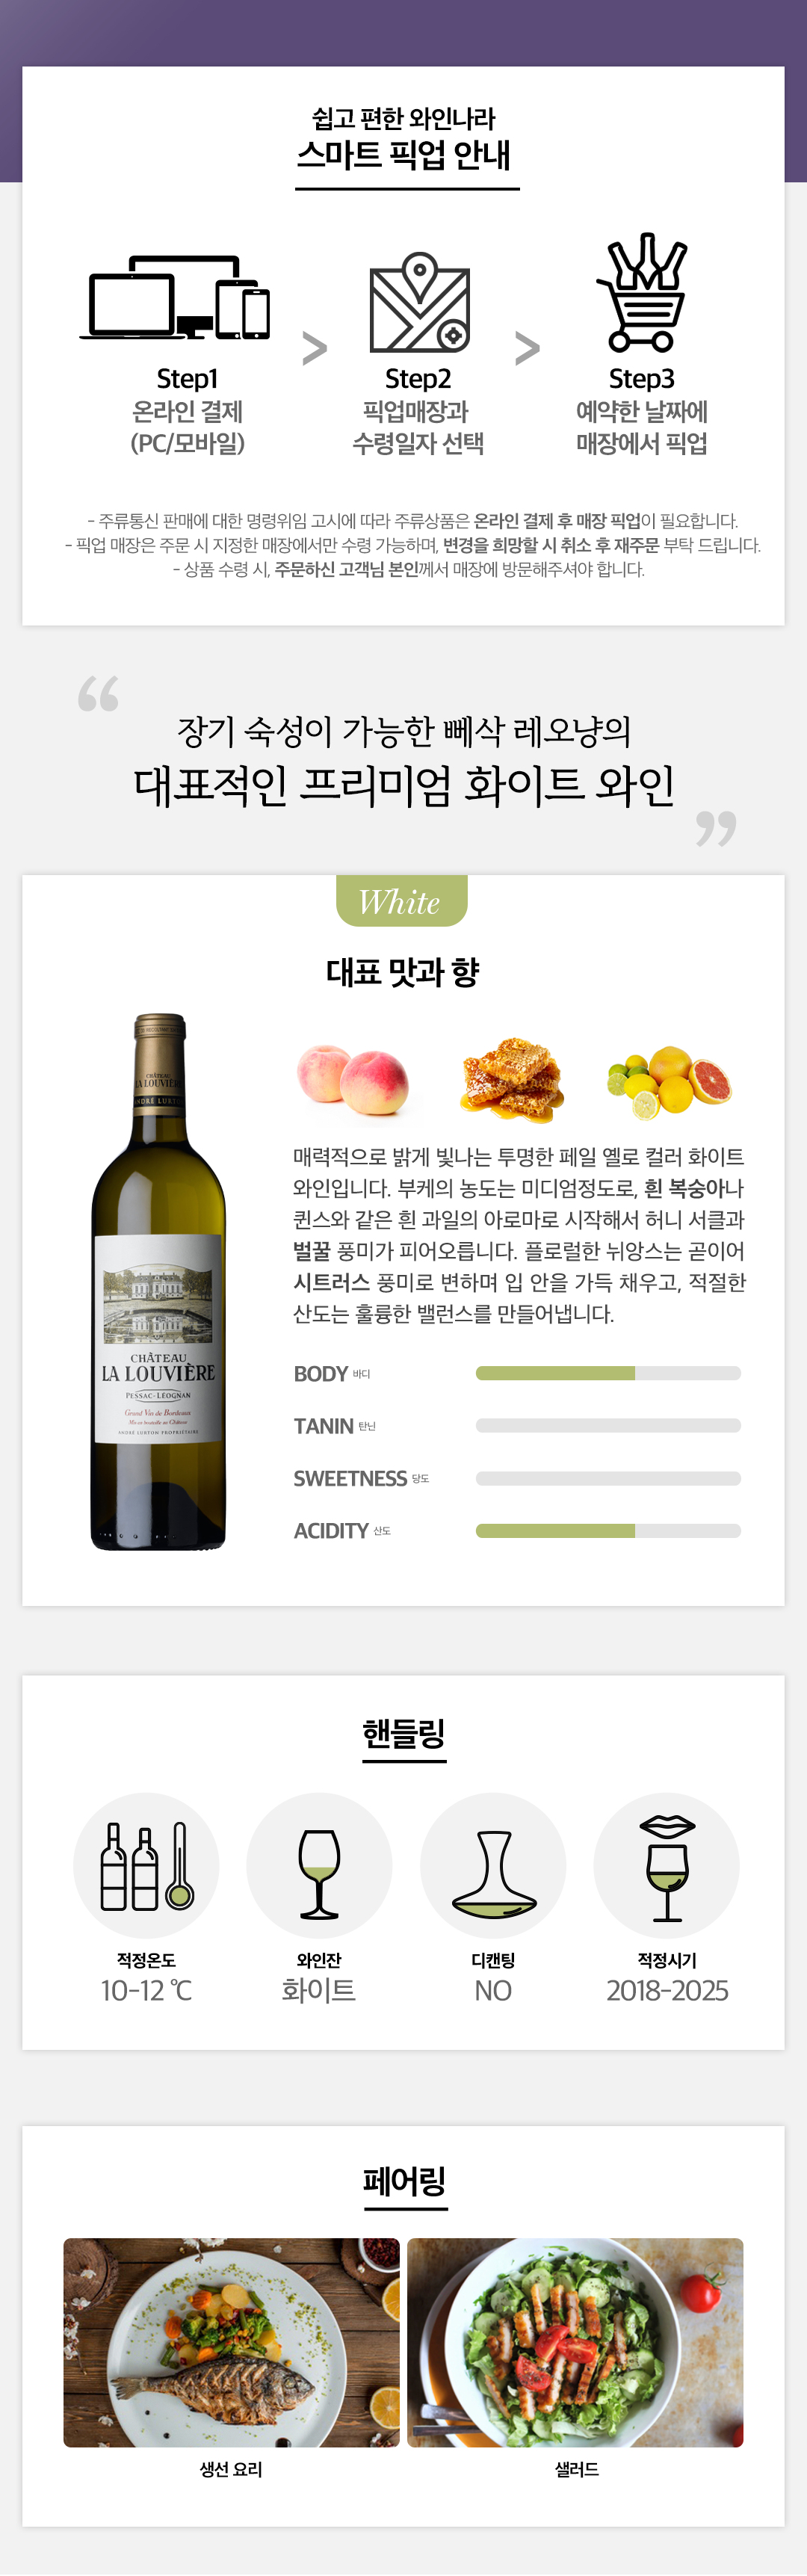 쉽고 편한 와인나라
스마트 픽업 안내
Step1
온라인 결제
(PC/모바일)
>
Step2
픽업매장과
수령일자 선택
>
Step3
예약한 날짜에
매장에서 픽업
- 주류통신 판매에 대한 명령위임 고시에 따라 주류상품은 온라인 결제 후 매장 픽업이 필요합니다.
- 픽업 매장은 주문 시 지정한 매장에서만 수령 가능하며, 변경을 희망할 시 취소 후 재주문 부탁 드립니다.
- 상품 수령 시, 주문하신 고객님 본인께서 매장에 방문해주셔야 합니다.
“
장기 숙성이 가능한 뻬삭 레오냥의
대표적인 프리미엄 화이트 와인
”
White
대표 맛과 향
CHATEAU
LA LOUVIÈRE
ANDRÉ LURTON
CHÂTEAU
LA LOUVIÈRE
PESSAC-LÉOGNAN
Grand Vin de Bordeaux
Mis en bouteille au Château
ANDRÉ LURTON PROPRIÉTAIRE
매력적으로 밝게 빛나는 투명한 페일 옐로 컬러 화이트
와인입니다. 부케의 농도는 미디엄정도로, 흰 복숭아나
퀸스와 같은 흰 과일의 아로마로 시작해서 허니 서클과
벌꿀 풍미가 피어오릅니다. 플로럴한 뉘앙스는 곧이어
시트러스 풍미로 변하며 입 안을 가득 채우고, 적절한
산도는 훌륭한 밸런스를 만들어냅니다.
BODY 바디
TANIN 탄닌
SWEETNESS 당도
ACIDITY 산도
핸들링
적정온도
10-12 ℃
와인잔
화이트
디캔팅
NO
적정시기
2018-2025
페어링
생선 요리
샐러드